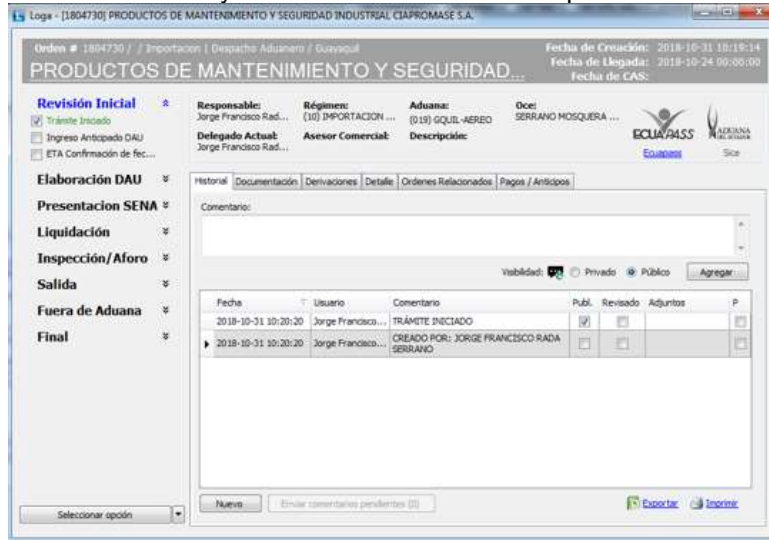 Loga - [1804730] PRODUCTOS DE MANTENIMIENTO Y SEGURIDAD INDUSTRIAL CIAPROMASE S.A.
Orden # 1804730 / / Importacion | Despacho Aduanero / Guayaquil
PRODUCTOS DE MANTENIMIENTO Y SEGURIDAD...
Fecha de Creación: 2018-10-31 10:19:14
Fecha de Llegada: 2018-10-24 00:00:00
Fecha de CAS:
Revisión Inicial
Trámite Iniciado
Ingreso Anticipado DAU
ETA Confirmación de fec...
Elaboración DAU
Presentacion SENA
Liquidación
Inspección/Aforo
Salida
Fuera de Aduana
Final
Seleccionar opción
Responsable: Régimen: Aduana: Oce:
Jorge Francisco Rad... (10) IMPORTACION ... (019) GQUIL-AEREO SERRANO MOSQUERA ...
Delegado Actual: Asesor Comercial: Descripción:
Jorge Francisco Rad...
ECUAPASS ADUANA
Ecuapass Sice
Historial Documentación Derivaciones Detalle Ordenes Relacionados Pagos / Anticipos
Comentario:
Visibilidad: Privado Público Agregar
Fecha Usuario Comentario Publ. Revisado Adjuntos P
2018-10-31 10:20:20 Jorge Francisco... TRÁMITE INICIADO
2018-10-31 10:20:20 Jorge Francisco... CREADO POR: JORGE FRANCISCO RADA
SERRANO
Nuevo Enviar comentarios pendientes (0) Exportar Imprimir